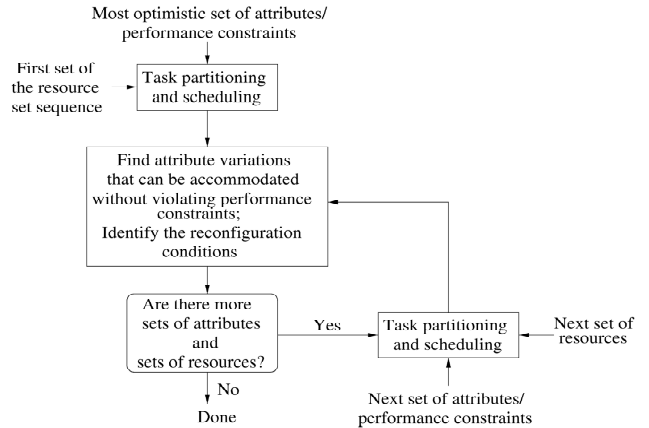 Most optimistic set of attributes/
performance constraints
First set of
the resource
set sequence
Task partitioning
and scheduling
Find attribute variations
that can be accommodated
without violating performance
constraints;
Identify the reconfiguration
conditions
Are there more
sets of attributes
and
sets of resources?
Yes
Task partitioning
and scheduling
Next set of
resources
No
Done
Next set of attributes/
performance constraints